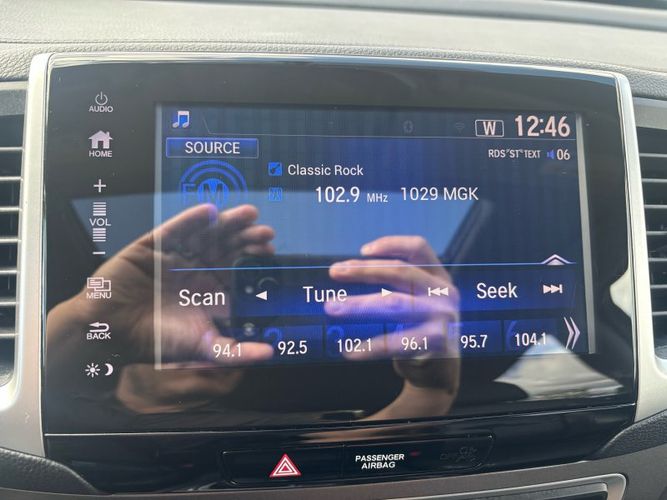 AUDIO
W 12:46
SOURCE
RDS "ST" TEXT 06
HOME
Classic Rock
FM
102.9 MHz 1029 MGK
+
VOL
−
Scan Tune Seek
MENU
BACK
94.1 92.5 102.1 96.1 95.7 104.1
PASSENGER
AIRBAG